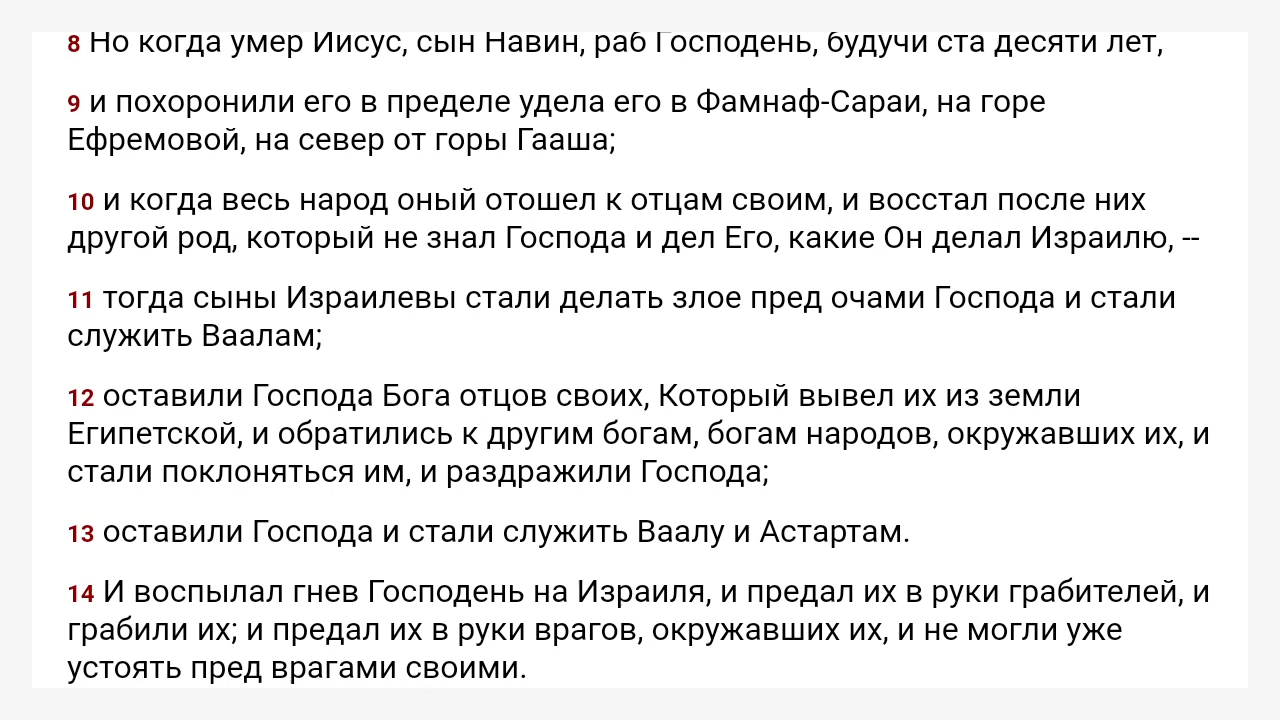 8 Но когда умер Иисус, сын Навин, раб Господень, будучи ста десяти лет,
9 и похоронили его в пределе удела его в Фамнаф-Сараи, на горе
Ефремовой, на север от горы Гааша;
10 и когда весь народ оный отошел к отцам своим, и восстал после них
другой род, который не знал Господа и дел Его, какие Он делал Израилю, --
11 тогда сыны Израилевы стали делать злое пред очами Господа и стали
служить Ваалам;
12 оставили Господа Бога отцов своих, Который вывел их из земли
Египетской, и обратились к другим богам, богам народов, окружавших их, и
стали поклоняться им, и раздражили Господа;
13 оставили Господа и стали служить Ваалу и Астартам.
14 И воспылал гнев Господень на Израиля, и предал их в руки грабителей, и
грабили их; и предал их в руки врагов, окружавших их, и не могли уже
устоять пред врагами своими.